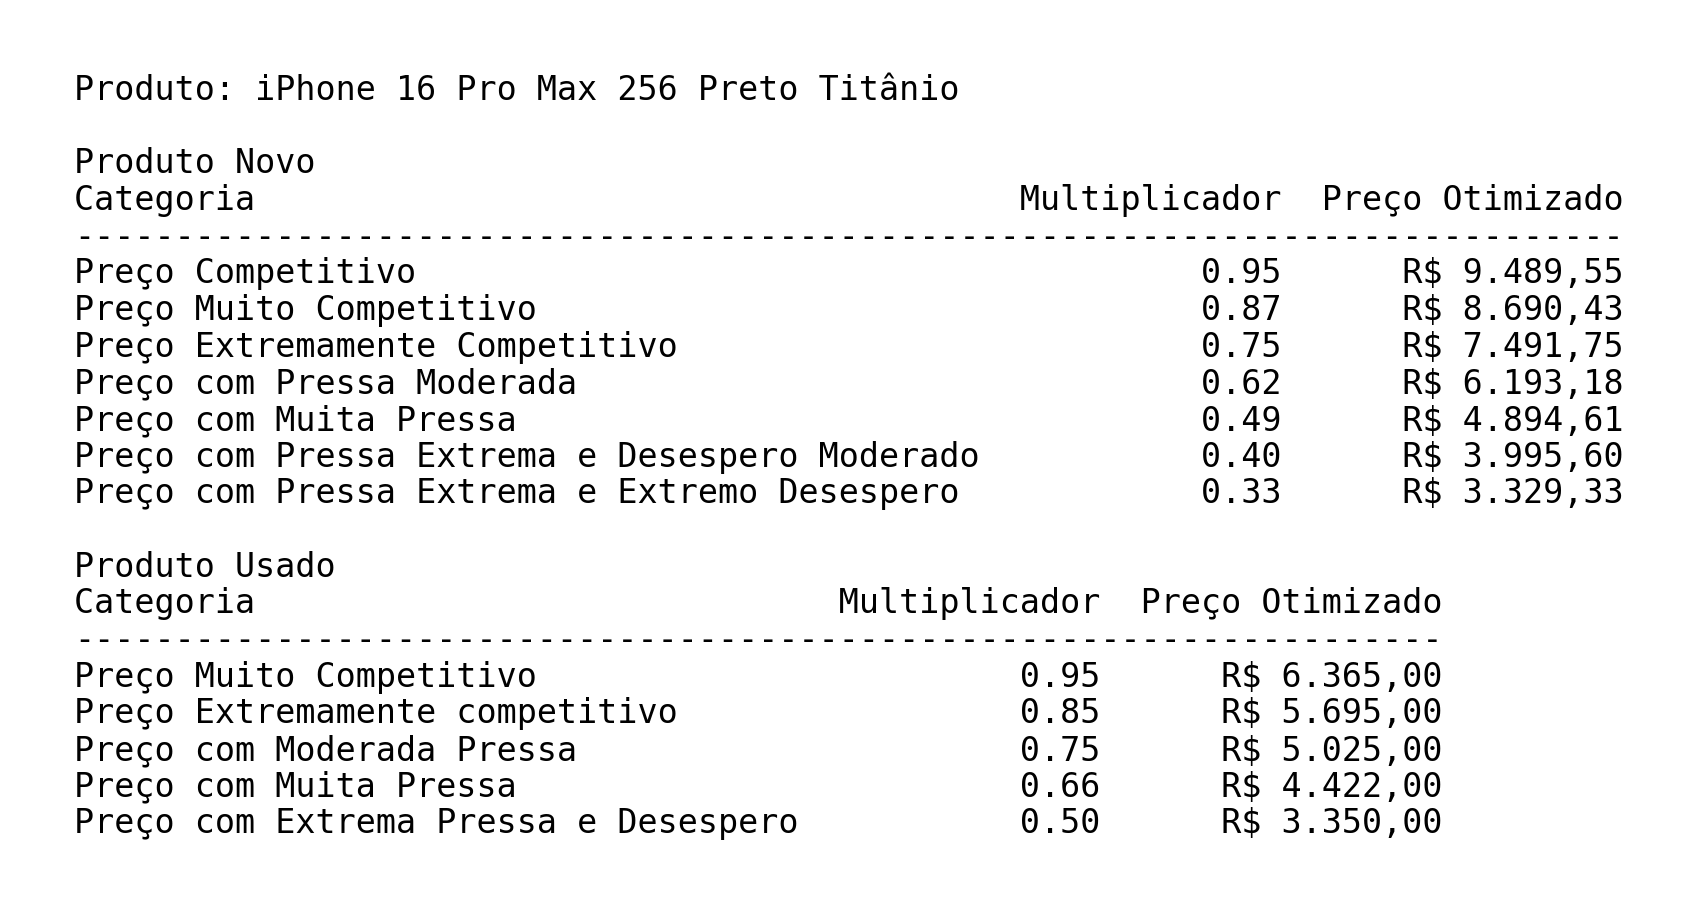 Produto: iPhone 16 Pro Max 256 Preto Titânio
Produto Novo
Categoria Multiplicador Preço Otimizado
-----------------------------------------------------------------------------
Preço Competitivo 0.95 R$ 9.489,55
Preço Muito Competitivo 0.87 R$ 8.690,43
Preço Extremamente Competitivo 0.75 R$ 7.491,75
Preço com Pressa Moderada 0.62 R$ 6.193,18
Preço com Muita Pressa 0.49 R$ 4.894,61
Preço com Pressa Extrema e Desespero Moderado 0.40 R$ 3.995,60
Preço com Pressa Extrema e Extremo Desespero 0.33 R$ 3.329,33
Produto Usado
Categoria Multiplicador Preço Otimizado
--------------------------------------------------------------------
Preço Muito Competitivo 0.95 R$ 6.365,00
Preço Extremamente competitivo 0.85 R$ 5.695,00
Preço com Moderada Pressa 0.75 R$ 5.025,00
Preço com Muita Pressa 0.66 R$ 4.422,00
Preço com Extrema Pressa e Desespero 0.50 R$ 3.350,00